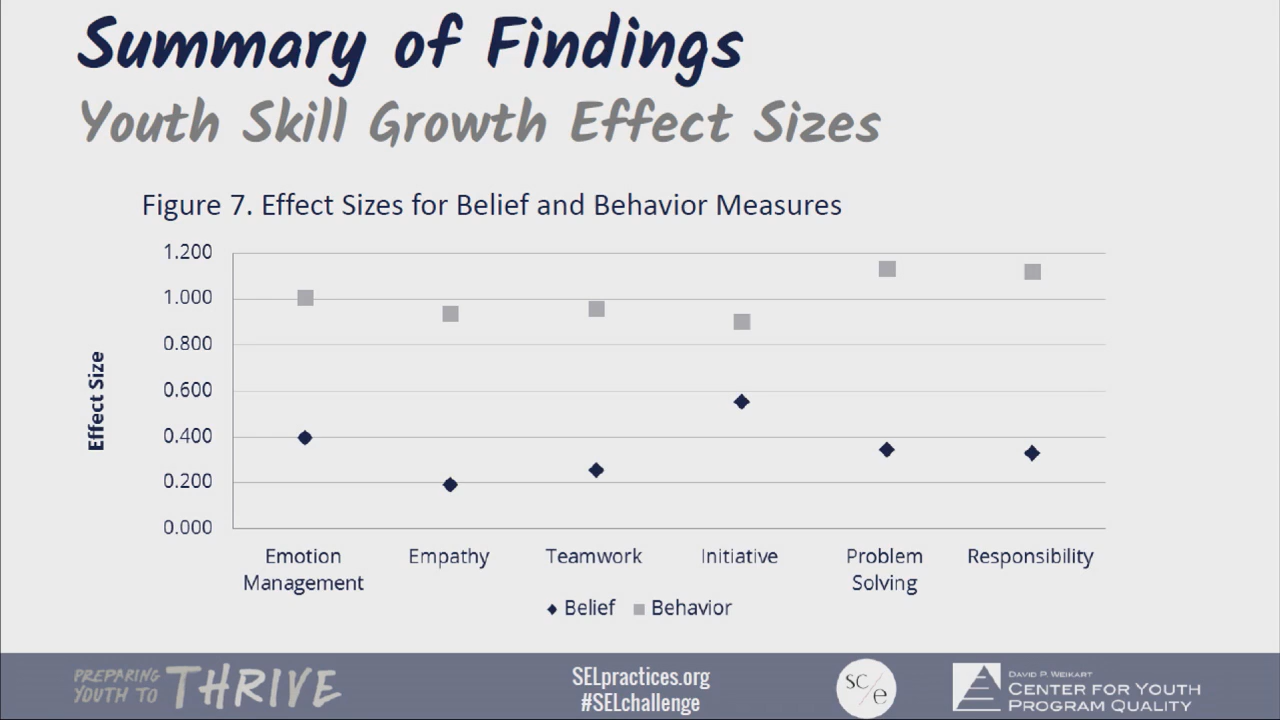 Summary of Findings
Youth Skill Growth Effect Sizes
Figure 7. Effect Sizes for Belief and Behavior Measures
Effect Size
1.200
1.000
0.800
0.600
0.400
0.200
0.000
Emotion Management
Empathy
Teamwork
Initiative
Problem Solving
Responsibility
Belief
Behavior
PREPARING
YOUTH TO
THRIVE
SELpractices.org
#SELchallenge
sc/e
DAVID P. WEIKART
CENTER FOR YOUTH
PROGRAM QUALITY